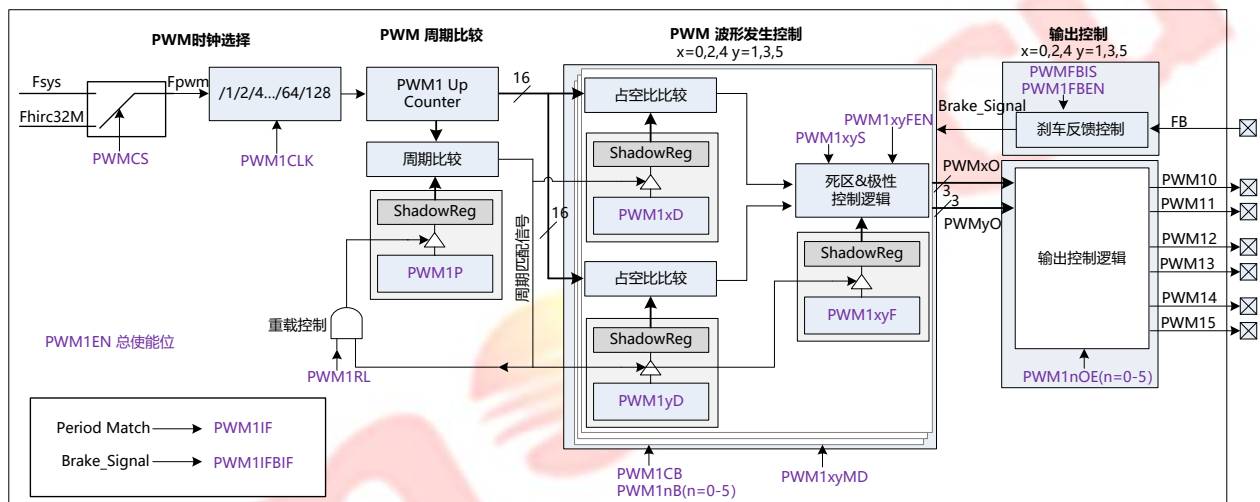 PWM时钟选择
PWM 周期比较
PWM 波形发生控制
x=0,2,4 y=1,3,5
输出控制
x=0,2,4 y=1,3,5
Fsys
Fhirc32M
PWMCS
Fpwm
/1/2/4.../64/128
PWM1CLK
PWM1 Up
Counter
16
周期比较
ShadowReg
PWM1P
重载控制
PWM1RL
PWM1EN 总使能位
周期匹配信号
16
占空比比较
ShadowReg
PWM1xD
占空比比较
ShadowReg
PWM1yD
PWM1xyS
PWM1xyFEN
死区&极性
控制逻辑
ShadowReg
PWM1xyF
PWM1CB
PWM1nB(n=0-5)
PWM1xyMD
PWMFBIS
PWM1FBEN
Brake_Signal
刹车反馈控制
FB
PWMxO
3
3
PWMyO
输出控制逻辑
PWM1nOE(n=0-5)
PWM10
PWM11
PWM12
PWM13
PWM14
PWM15
Period Match
PWM1IF
Brake_Signal
PWM1IFBIF